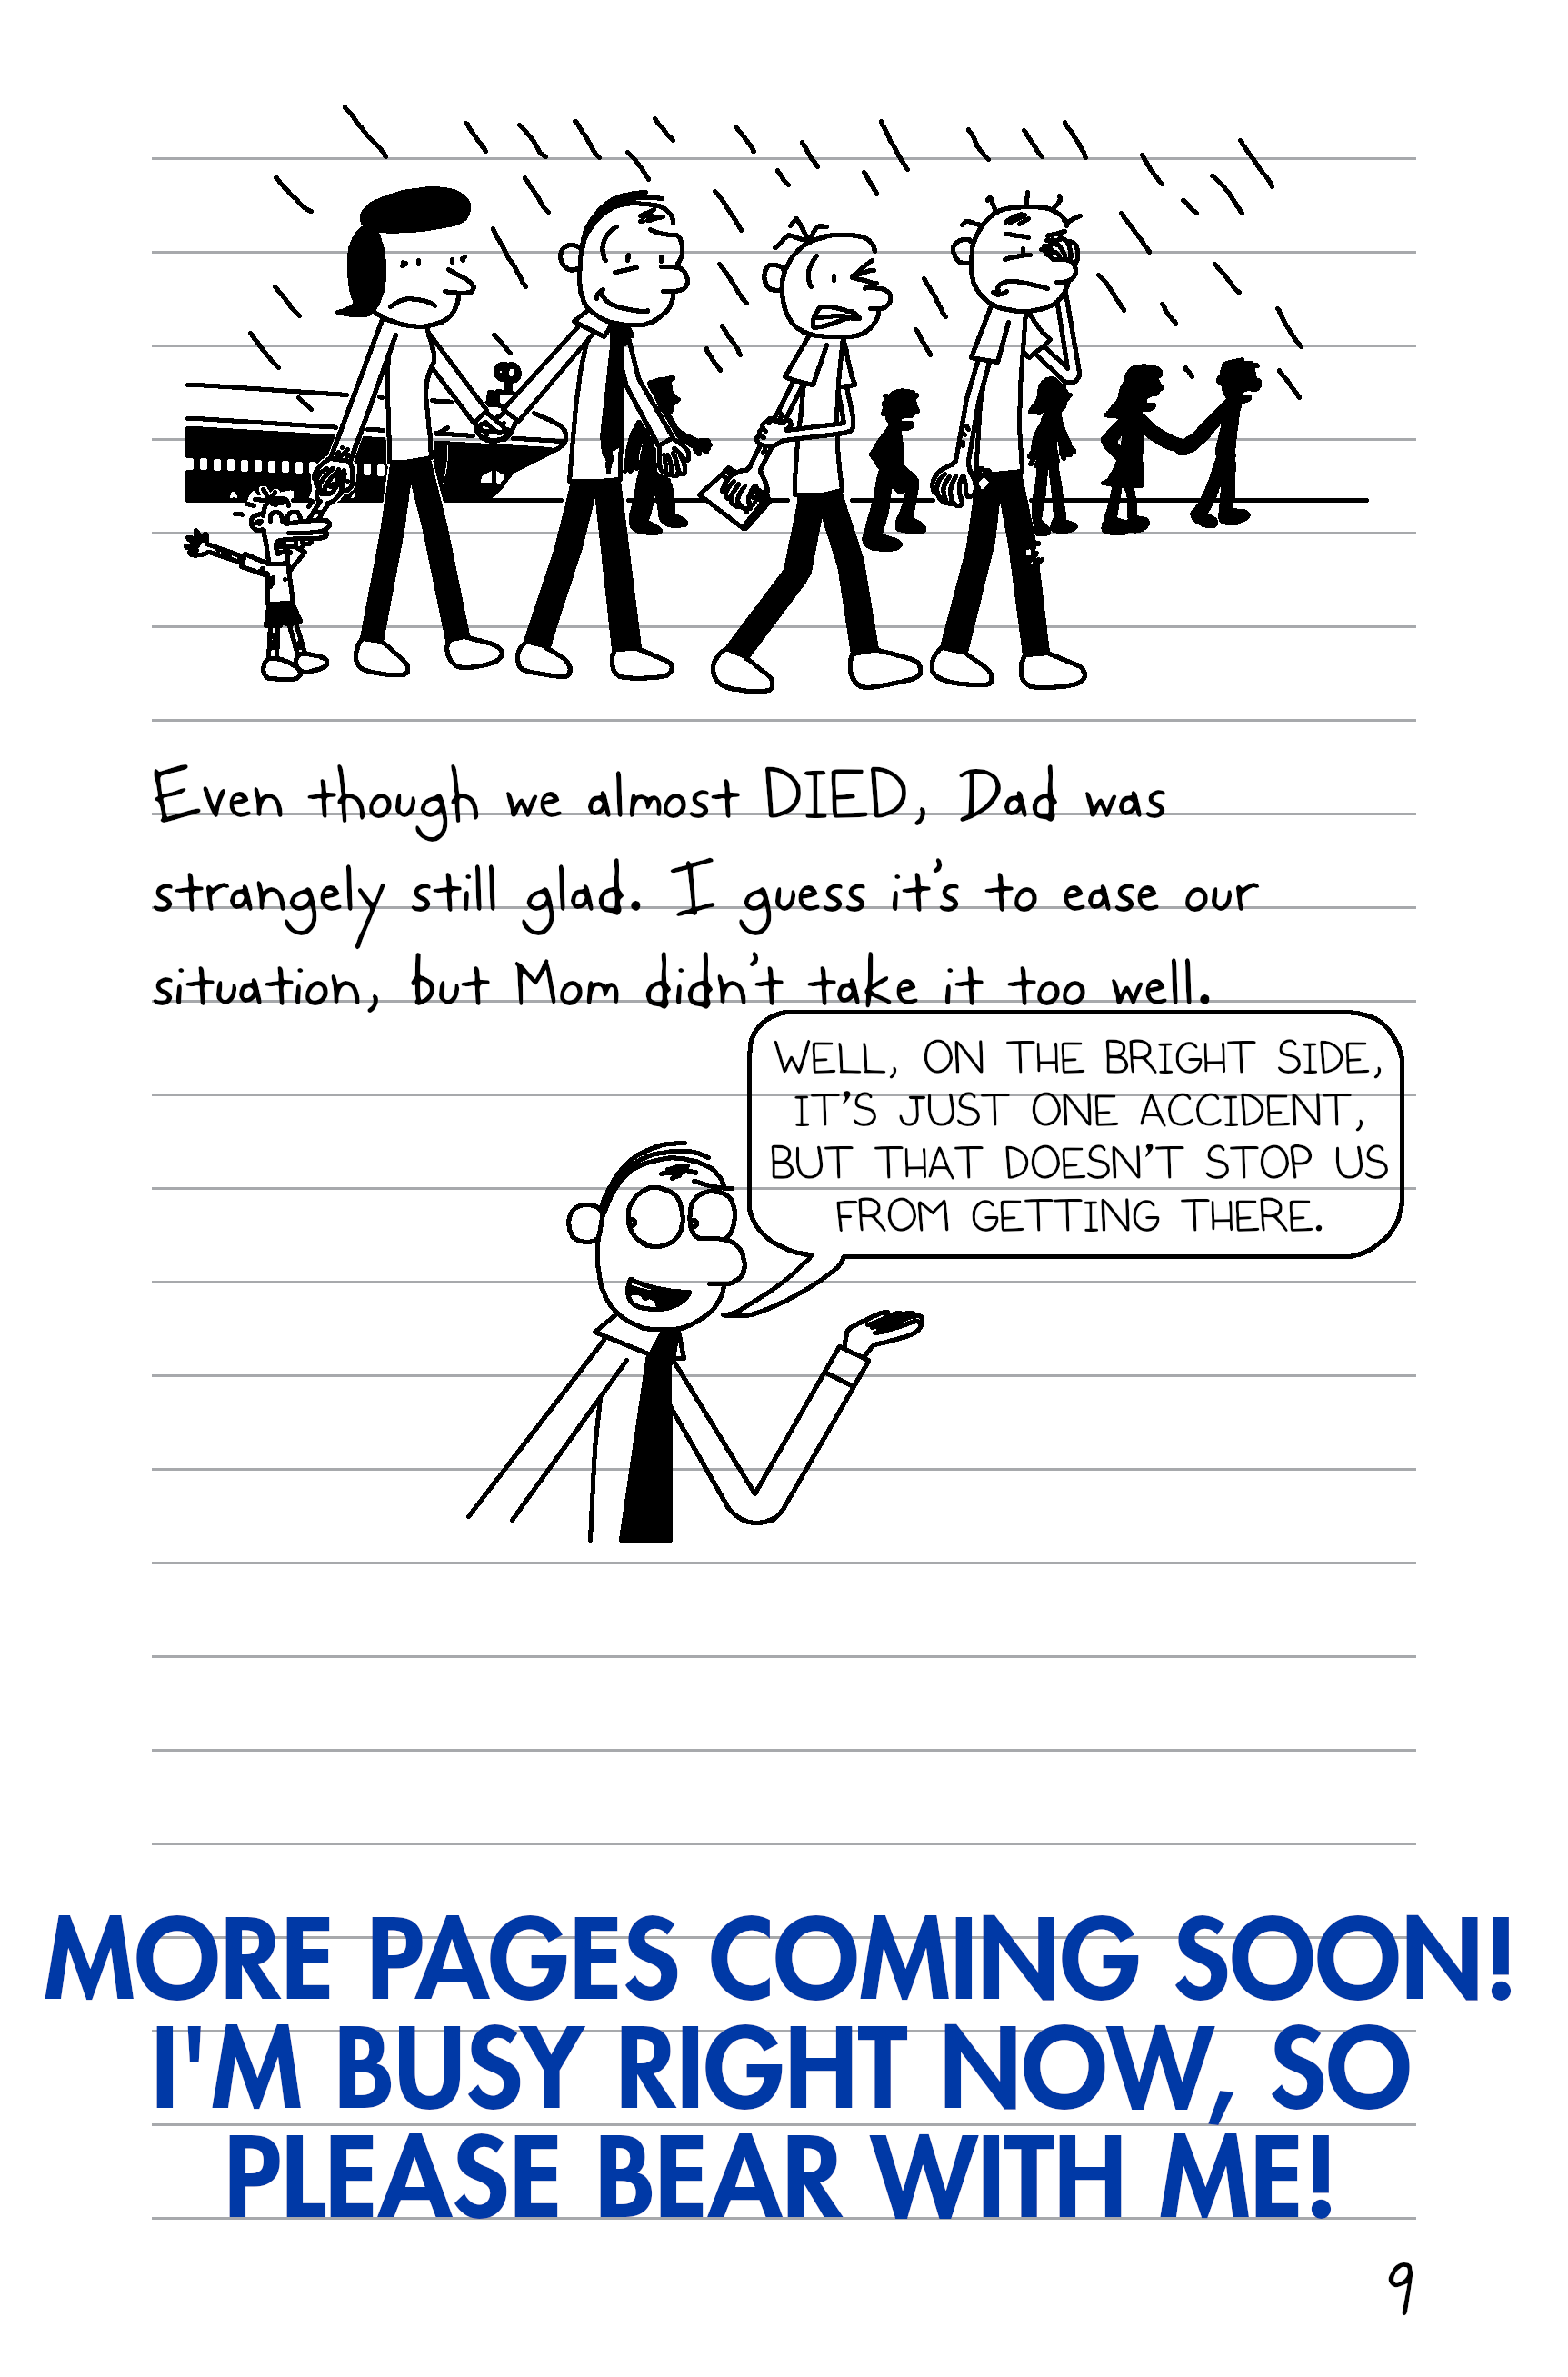 Even though we almost DIED, Dad was
strangely still glad. I guess it's to ease our
situation, but Mom didn't take it too well.
WELL, ON THE BRIGHT SIDE,
IT'S JUST ONE ACCIDENT,
BUT THAT DOESN'T STOP US
FROM GETTING THERE.
MORE PAGES COMING SOON!
I'M BUSY RIGHT NOW, SO
PLEASE BEAR WITH ME!
9